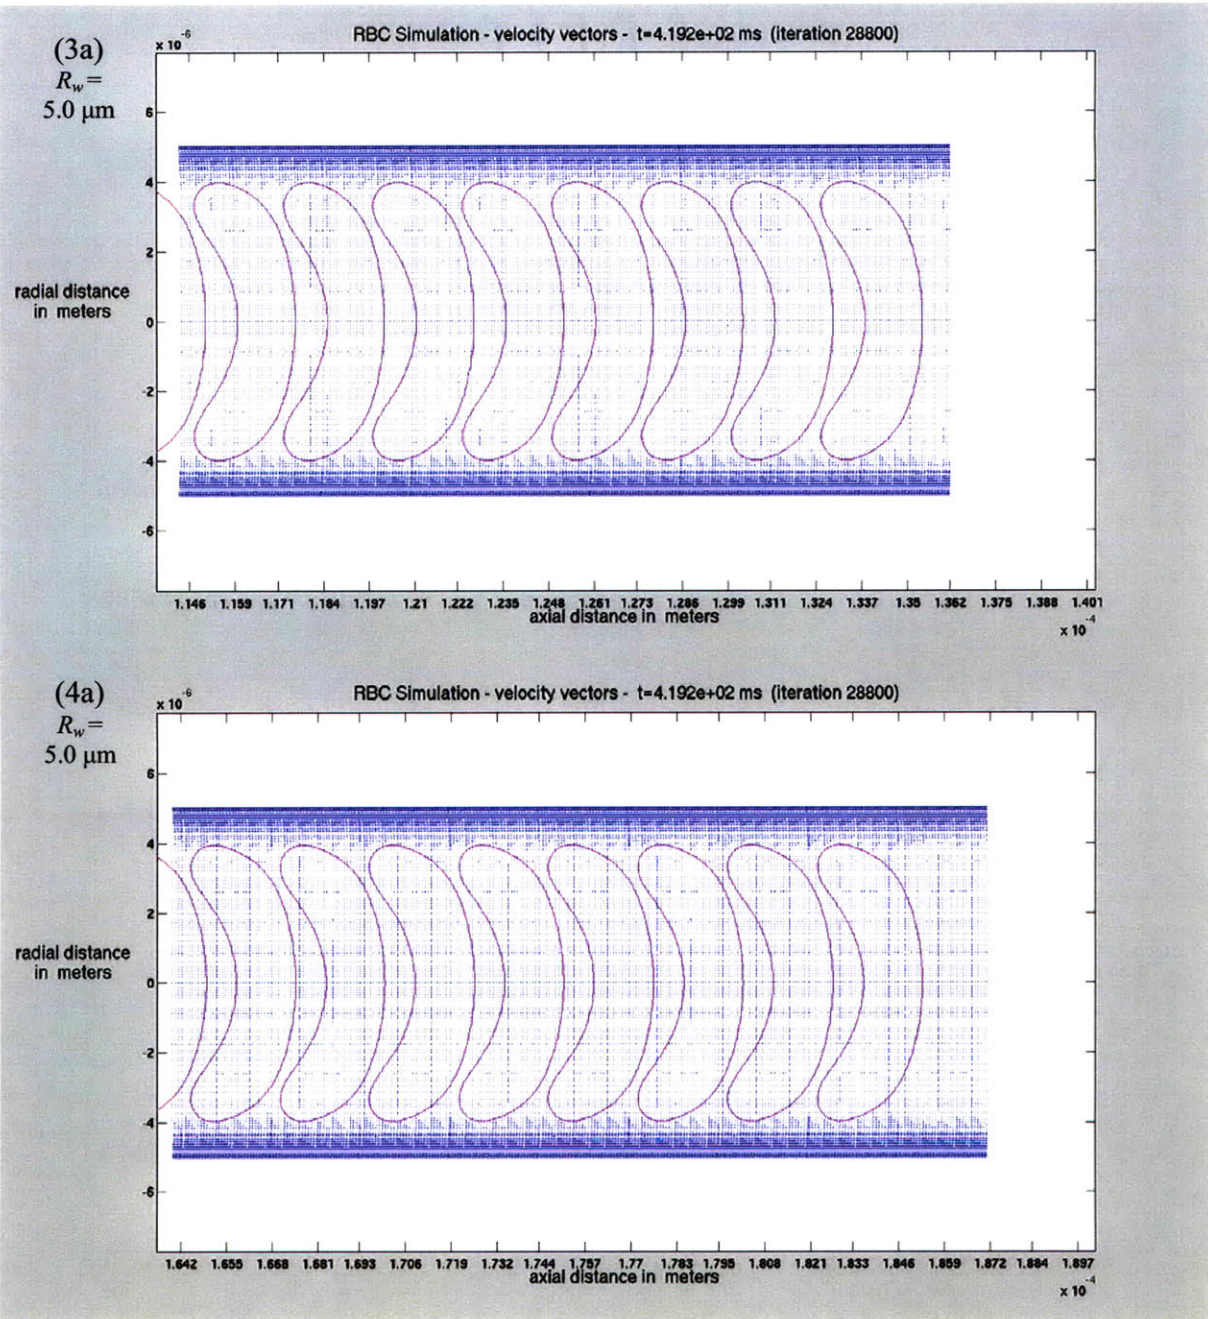 (3a)
R_w=
5.0 µm
RBC Simulation - velocity vectors - t=4.192e+02 ms (iteration 28800)
x 10^-6
6
4
2
0
-2
-4
-6
radial distance
in meters
1.146 1.159 1.171 1.184 1.197 1.21 1.222 1.235 1.248 1.261 1.273 1.286 1.299 1.311 1.324 1.337 1.35 1.362 1.375 1.388 1.401
axial distance in meters
x 10^-4
(4a)
R_w=
5.0 µm
RBC Simulation - velocity vectors - t=4.192e+02 ms (iteration 28800)
x 10^-6
6
4
2
0
-2
-4
-6
radial distance
in meters
1.642 1.655 1.668 1.681 1.693 1.706 1.719 1.732 1.744 1.757 1.77 1.783 1.795 1.808 1.821 1.833 1.846 1.859 1.872 1.884 1.897
axial distance in meters
x 10^-4